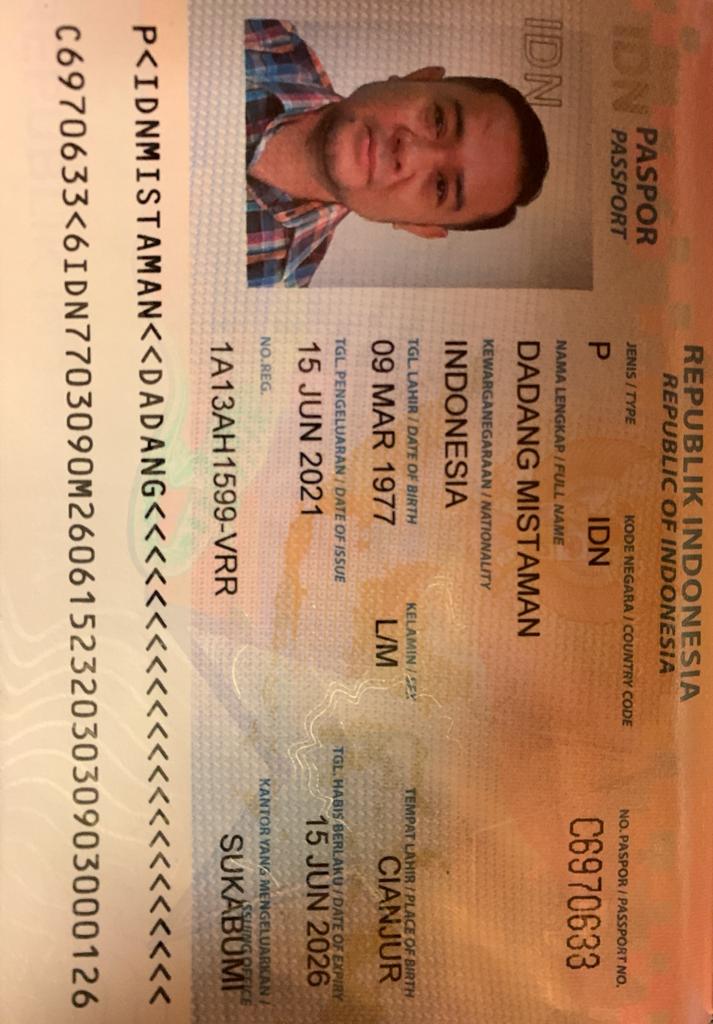 REPUBLIK INDONESIA
REPUBLIC OF INDONESIA
PASPOR
PASSPORT
IDN
IDN
JENIS / TYPE
KODE NEGARA / COUNTRY CODE
NO. PASPOR / PASSPORT NO.
P
IDN
C6970633
NAMA LENGKAP / FULL NAME
DADANG MISTAMAN
KEWARGANEGARAAN / NATIONALITY
INDONESIA
TGL. LAHIR / DATE OF BIRTH
KELAMIN / SEX
TEMPAT LAHIR / PLACE OF BIRTH
09 MAR 1977
L/M
CIANJUR
TGL. PENGELUARAN / DATE OF ISSUE
TGL. HABIS BERLAKU / DATE OF EXPIRY
15 JUN 2021
15 JUN 2026
NO. REG.
KANTOR YANG MENGELUARKAN /
ISSUING OFFICE
1A13AH1599-VRR
SUKABUMI
P<IDNMISTAMAN<<DADANG<<<<<<<<<<<<<<<<<<<<<<<
C6970633<6IDN7703090M2606152320303090300​0126